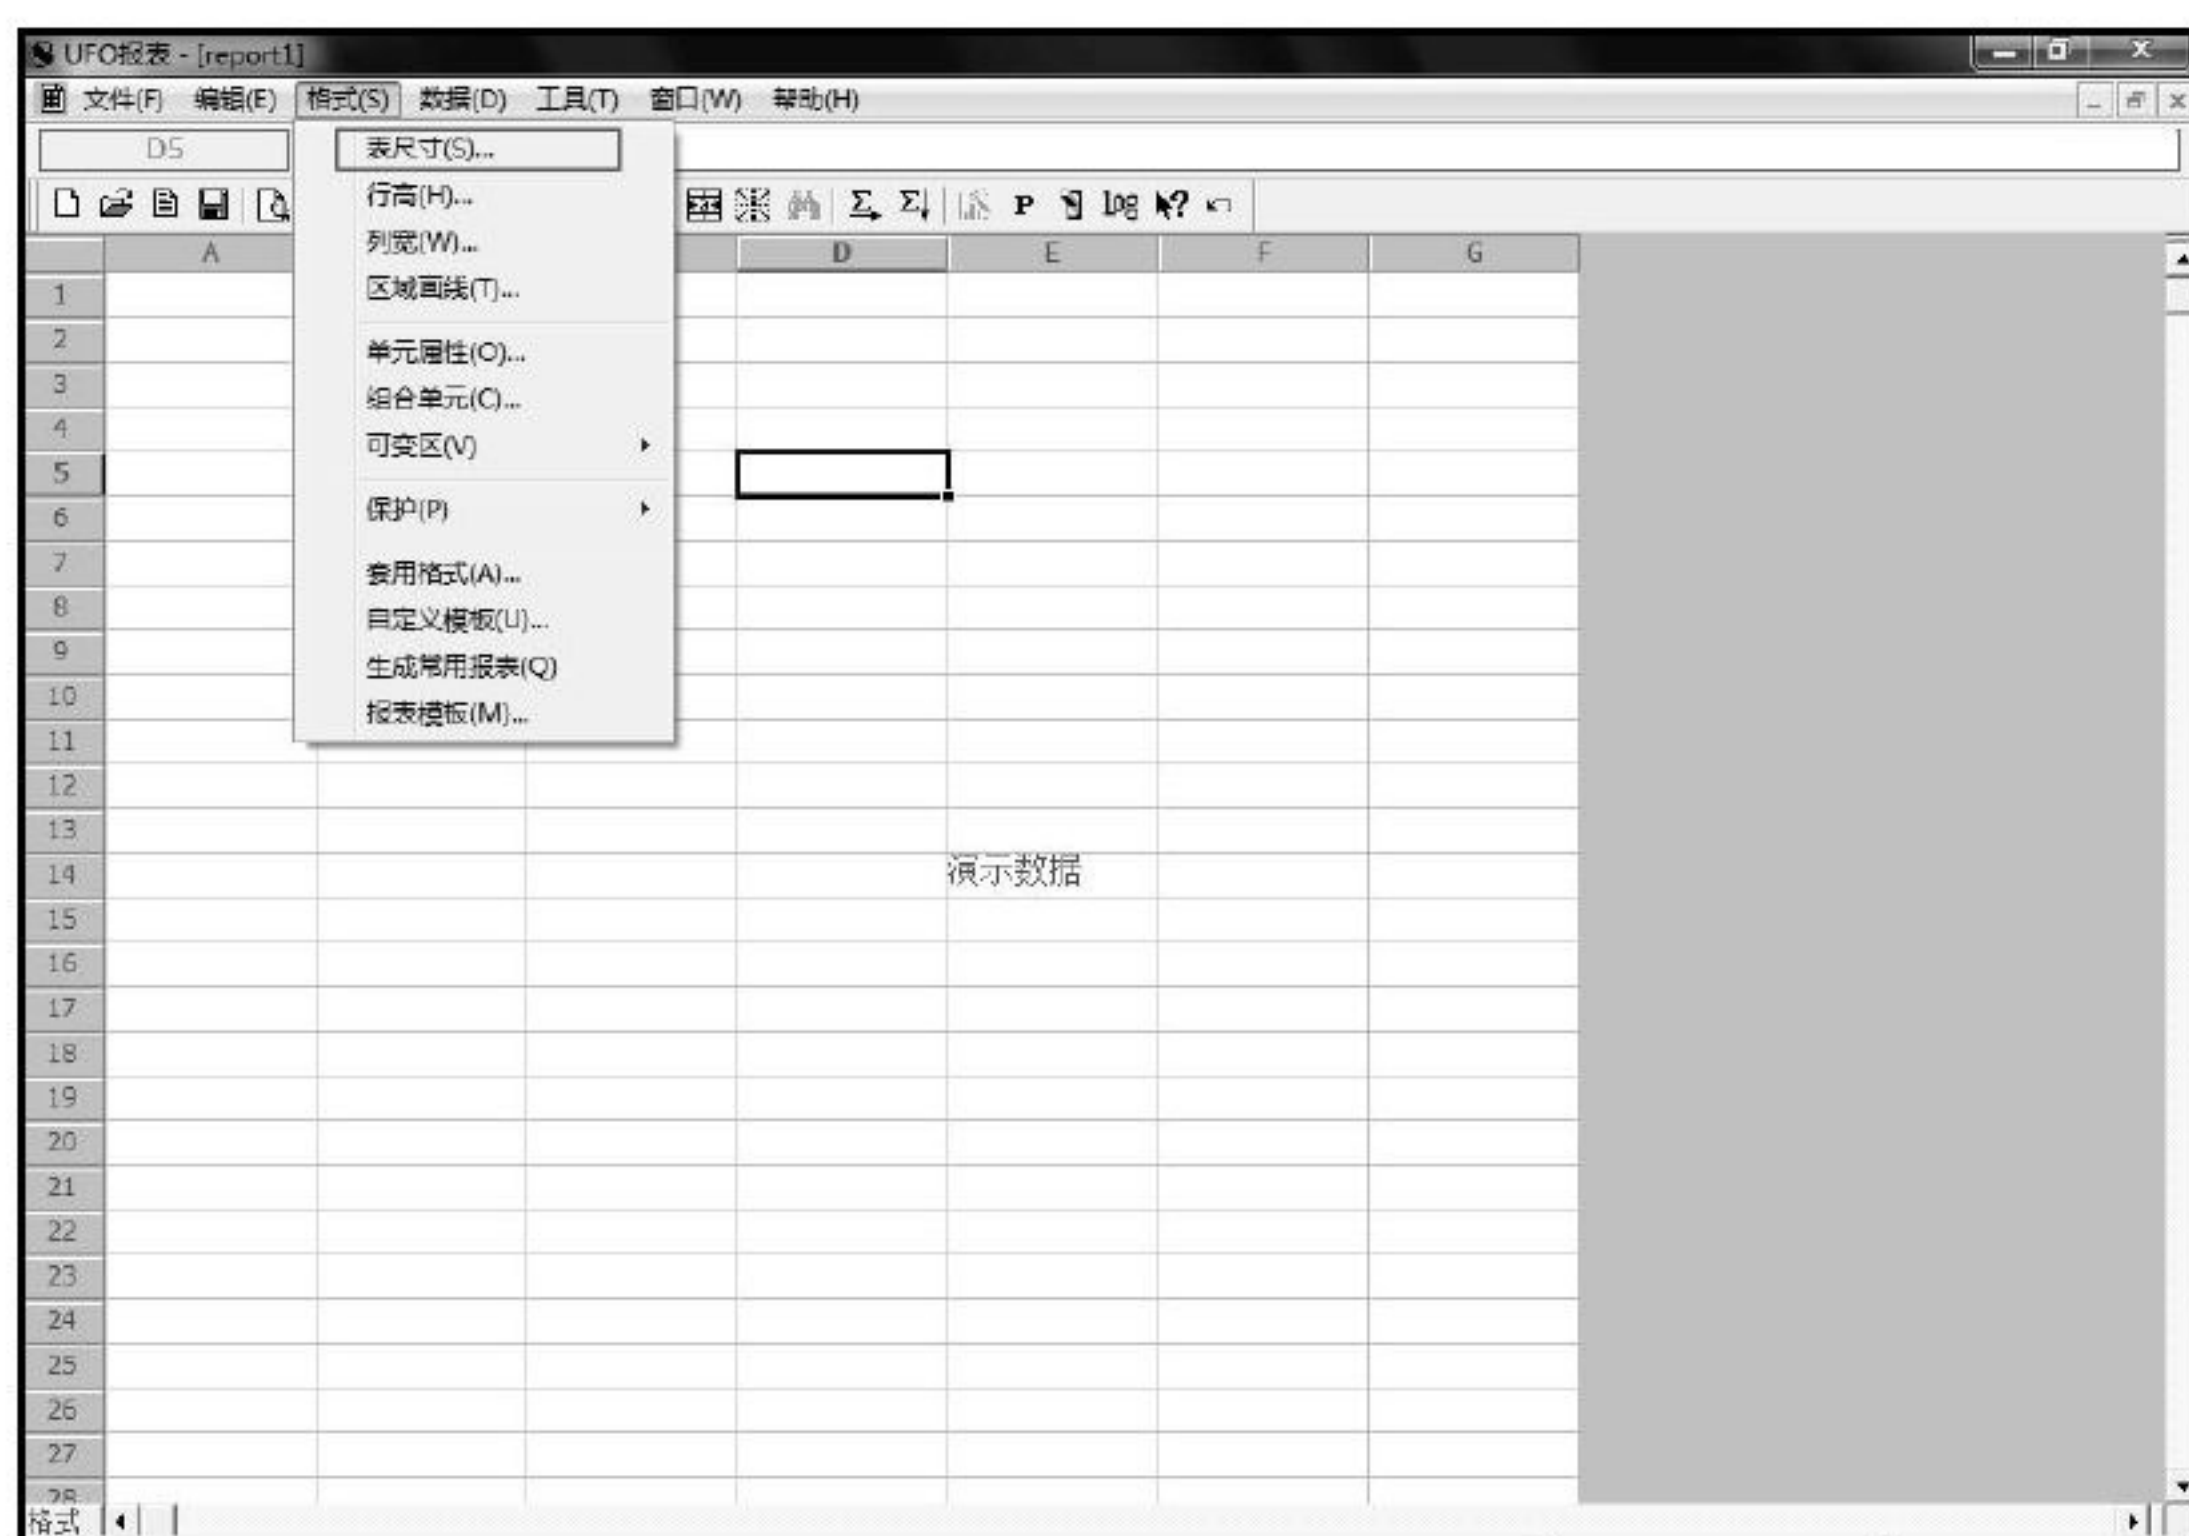 UFO报表 - [report1]
文件(F) 编辑(E) 格式(S) 数据(D) 工具(T) 窗口(W) 帮助(H)
D5
表尺寸(S)...
行高(H)...
列宽(W)...
区域画线(T)...
单元属性(O)...
组合单元(C)...
可变区(V)
保护(P)
套用格式(A)...
自定义模板(U)...
生成常用报表(Q)
报表模板(M)...
P log
A D E F G
1
2
3
4
5
6
7
8
9
10
11
12
13
14 演示数据
15
16
17
18
19
20
21
22
23
24
25
26
27
28
格式